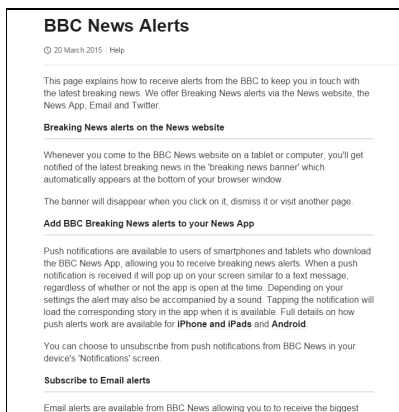 BBC News Alerts
20 March 2015 | Help
This page explains how to receive alerts from the BBC to keep you in touch with
the latest breaking news. We offer Breaking News alerts via the News website, the
News App, Email and Twitter.
Breaking News alerts on the News website
Whenever you come to the BBC News website on a tablet or computer, you'll get
notified of the latest breaking news in the 'breaking news banner' which
automatically appears at the bottom of your browser window.
The banner will disappear when you click on it, dismiss it or visit another page.
Add BBC Breaking News alerts to your News App
Push notifications are available to users of smartphones and tablets who download
the BBC News App, allowing you to receive breaking news alerts. When a push
notification is received it will pop up on your screen similar to a text message,
regardless of whether or not the app is open at the time. Depending on your
settings the alert may also be accompanied by a sound. Tapping the notification will
load the corresponding story in the app when it is available. Full details on how
push alerts work are available for iPhone and iPads and Android.
You can choose to unsubscribe from push notifications from BBC News in your
device's 'Notifications' screen.
Subscribe to Email alerts
Email alerts are available from BBC News allowing you to to receive the biggest